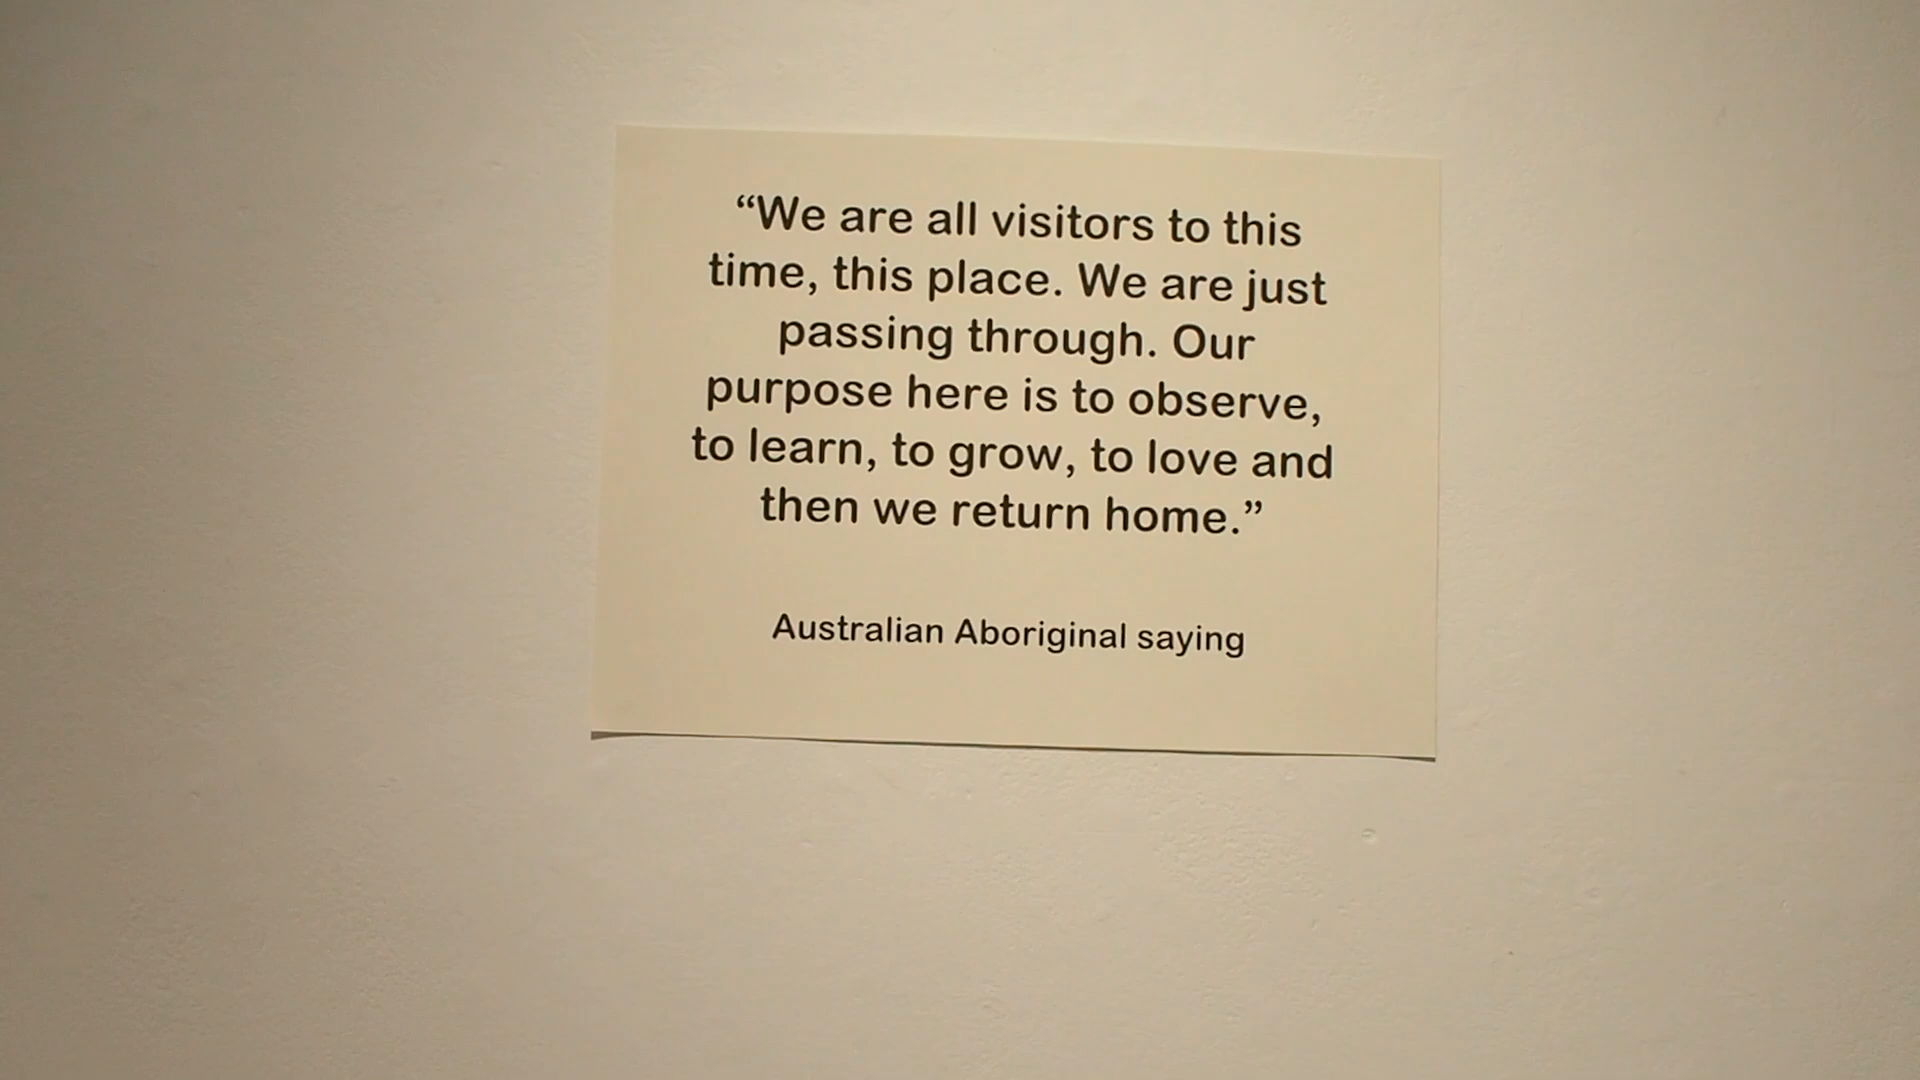 “We are all visitors to this
time, this place. We are just
passing through. Our
purpose here is to observe,
to learn, to grow, to love and
then we return home.”
Australian Aboriginal saying